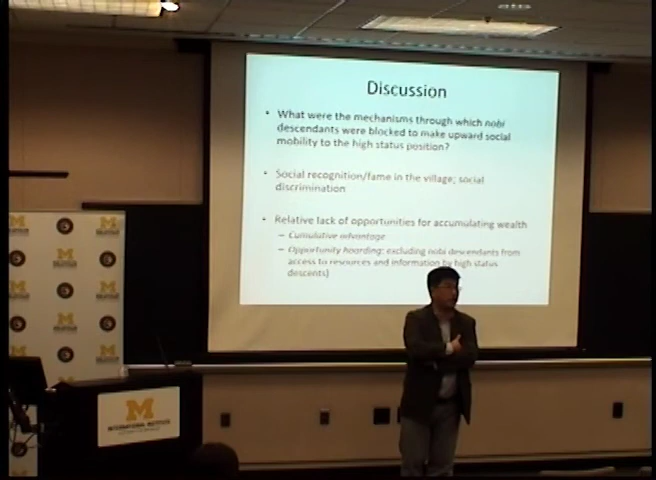 Discussion
• What were the mechanisms through which nobi
descendants were blocked to make upward social
mobility to the high status position?
• Social recognition/fame in the village; social
discrimination
• Relative lack of opportunities for accumulating wealth
– Cumulative advantage
– Opportunity hoarding: excluding nobi descendants from
access to resources and information by high status
descents)
M
INTERNATIONAL INSTITUTE